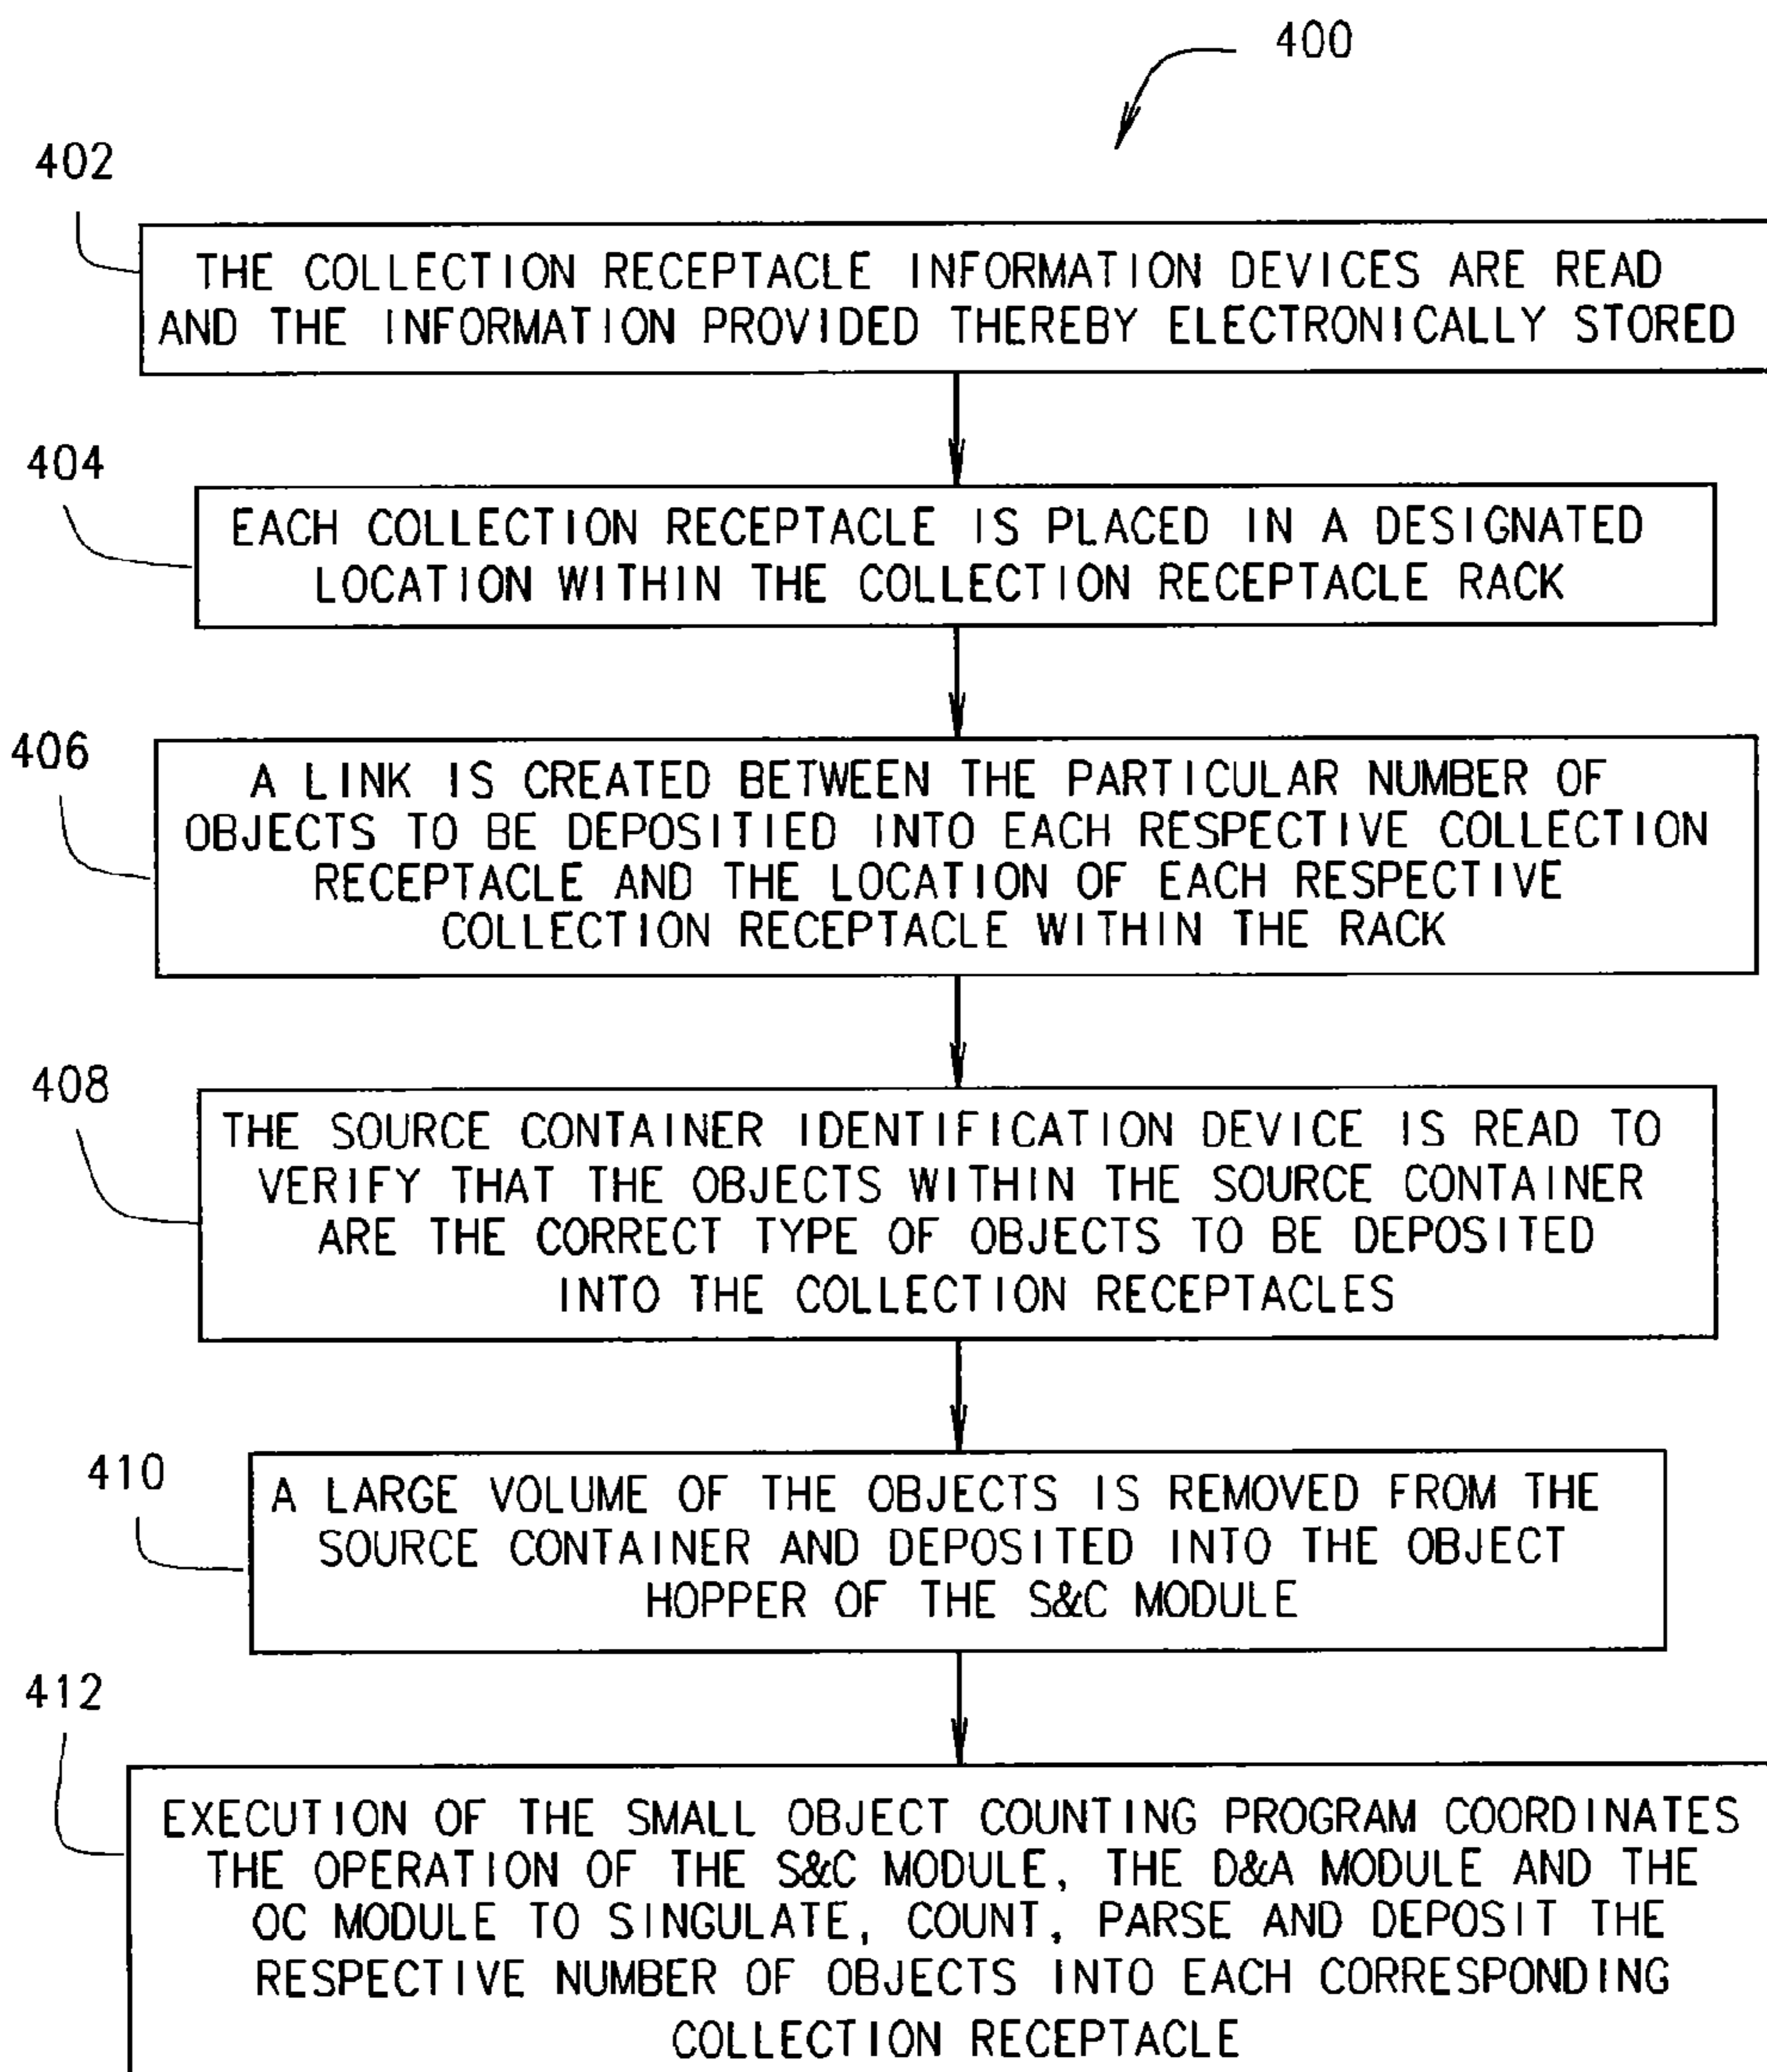 400
402
THE COLLECTION RECEPTACLE INFORMATION DEVICES ARE READ
AND THE INFORMATION PROVIDED THEREBY ELECTRONICALLY STORED
404
EACH COLLECTION RECEPTACLE IS PLACED IN A DESIGNATED
LOCATION WITHIN THE COLLECTION RECEPTACLE RACK
406
A LINK IS CREATED BETWEEN THE PARTICULAR NUMBER OF
OBJECTS TO BE DEPOSITIED INTO EACH RESPECTIVE COLLECTION
RECEPTACLE AND THE LOCATION OF EACH RESPECTIVE
COLLECTION RECEPTACLE WITHIN THE RACK
408
THE SOURCE CONTAINER IDENTIFICATION DEVICE IS READ TO
VERIFY THAT THE OBJECTS WITHIN THE SOURCE CONTAINER
ARE THE CORRECT TYPE OF OBJECTS TO BE DEPOSITED
INTO THE COLLECTION RECEPTACLES
410
A LARGE VOLUME OF THE OBJECTS IS REMOVED FROM THE
SOURCE CONTAINER AND DEPOSITED INTO THE OBJECT
HOPPER OF THE S&C MODULE
412
EXECUTION OF THE SMALL OBJECT COUNTING PROGRAM COORDINATES
THE OPERATION OF THE S&C MODULE, THE D&A MODULE AND THE
OC MODULE TO SINGULATE, COUNT, PARSE AND DEPOSIT THE
RESPECTIVE NUMBER OF OBJECTS INTO EACH CORRESPONDING
COLLECTION RECEPTACLE